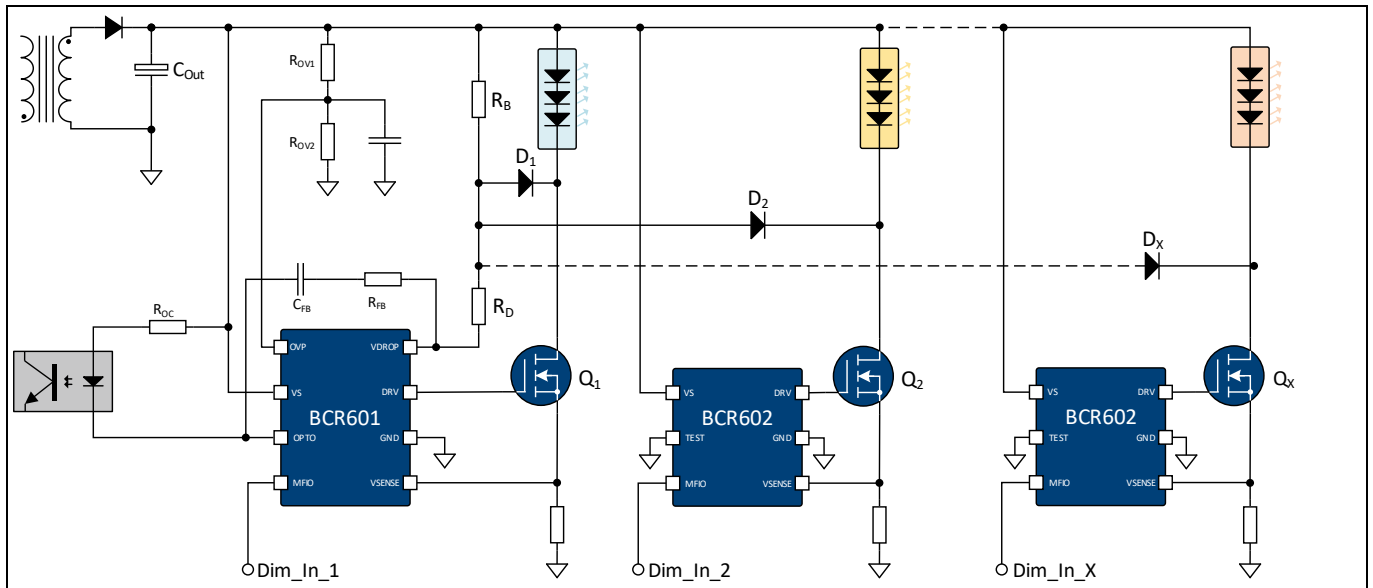 C_Out
R_OV1
R_B
R_OV2
D_1
D_2
D_X
C_FB
R_FB
R_D
R_OC
OVP
VDROP
VS
DRV
BCR601
OPTO
GND
MFIO
VSENSE
Q_1
VS
DRV
BCR602
TEST
GND
MFIO
VSENSE
Q_2
VS
DRV
BCR602
TEST
GND
MFIO
VSENSE
Q_X
Dim_In_1
Dim_In_2
Dim_In_X